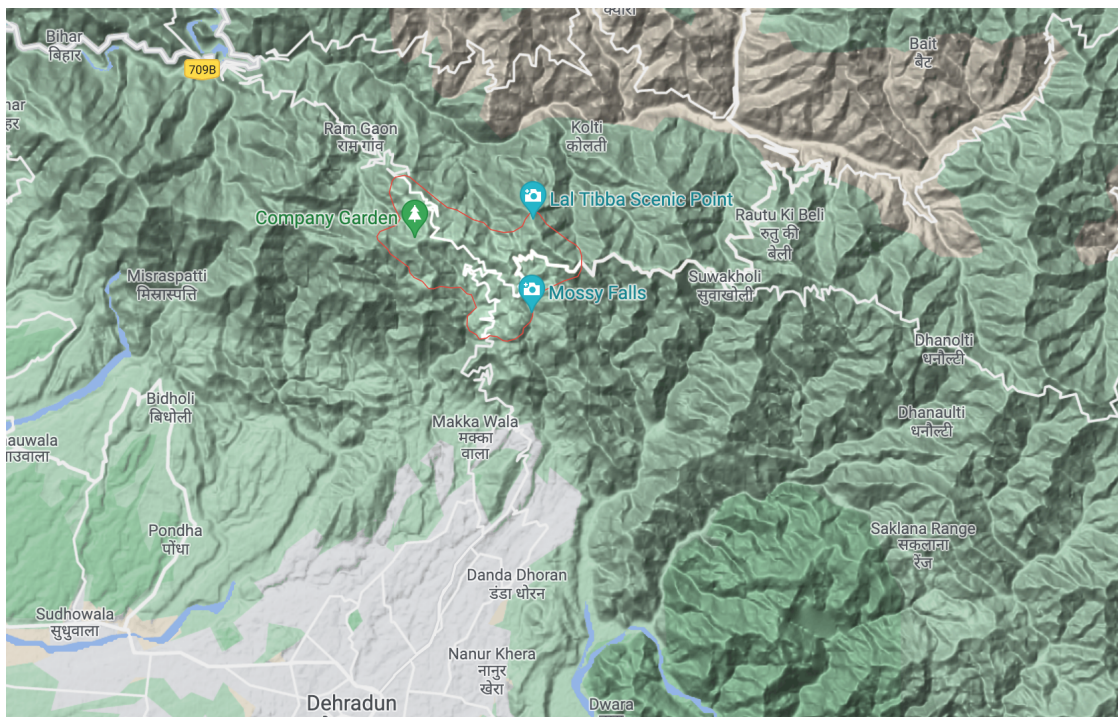 क्यारी
Bihar
बिहार
Bait
बैट
709B
Ram Gaon
राम गांव
Kolti
कोलती
Lal Tibba Scenic Point
Company Garden
Rautu Ki Beli
रुतु की
बेली
Misraspatti
मिस्रास्पत्ति
Suwakholi
सुवाखोली
Mossy Falls
Dhanolti
धनौल्टी
Bidholi
बिधोली
Makka Wala
मक्का
वाला
Dhanaulti
धनौल्टी
Pondha
पोंधा
Saklana Range
सकलाना
रेंज
Danda Dhoran
डंडा धोरन
Sudhowala
सुधुवाला
Nanur Khera
नानुर
खेरा
Dehradun
Dwara